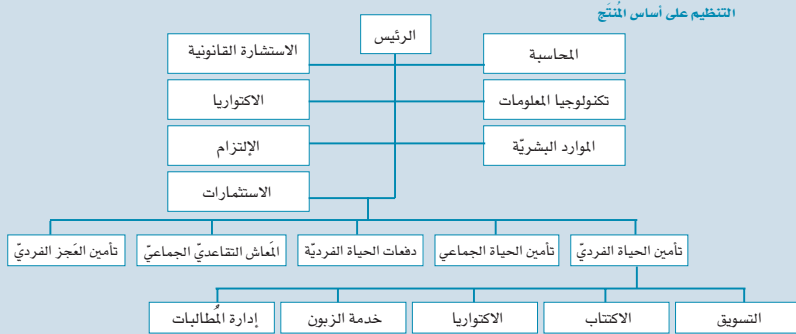 التنظيم على أساس المُنتَج
الرئيس
المحاسبة
الاستشارة القانونية
تكنولوجيا المعلومات
الاكتواريا
الموارد البشريّة
الإلتزام
الاستثمارات
تأمين الحياة الفرديّ
تأمين الحياة الجماعي
دفعات الحياة الفرديّة
المَعاش التقاعديّ الجماعيّ
تأمين العَجز الفرديّ
التسويق
الاكتتاب
الاكتواريا
خدمة الزبون
إدارة المُطالبات